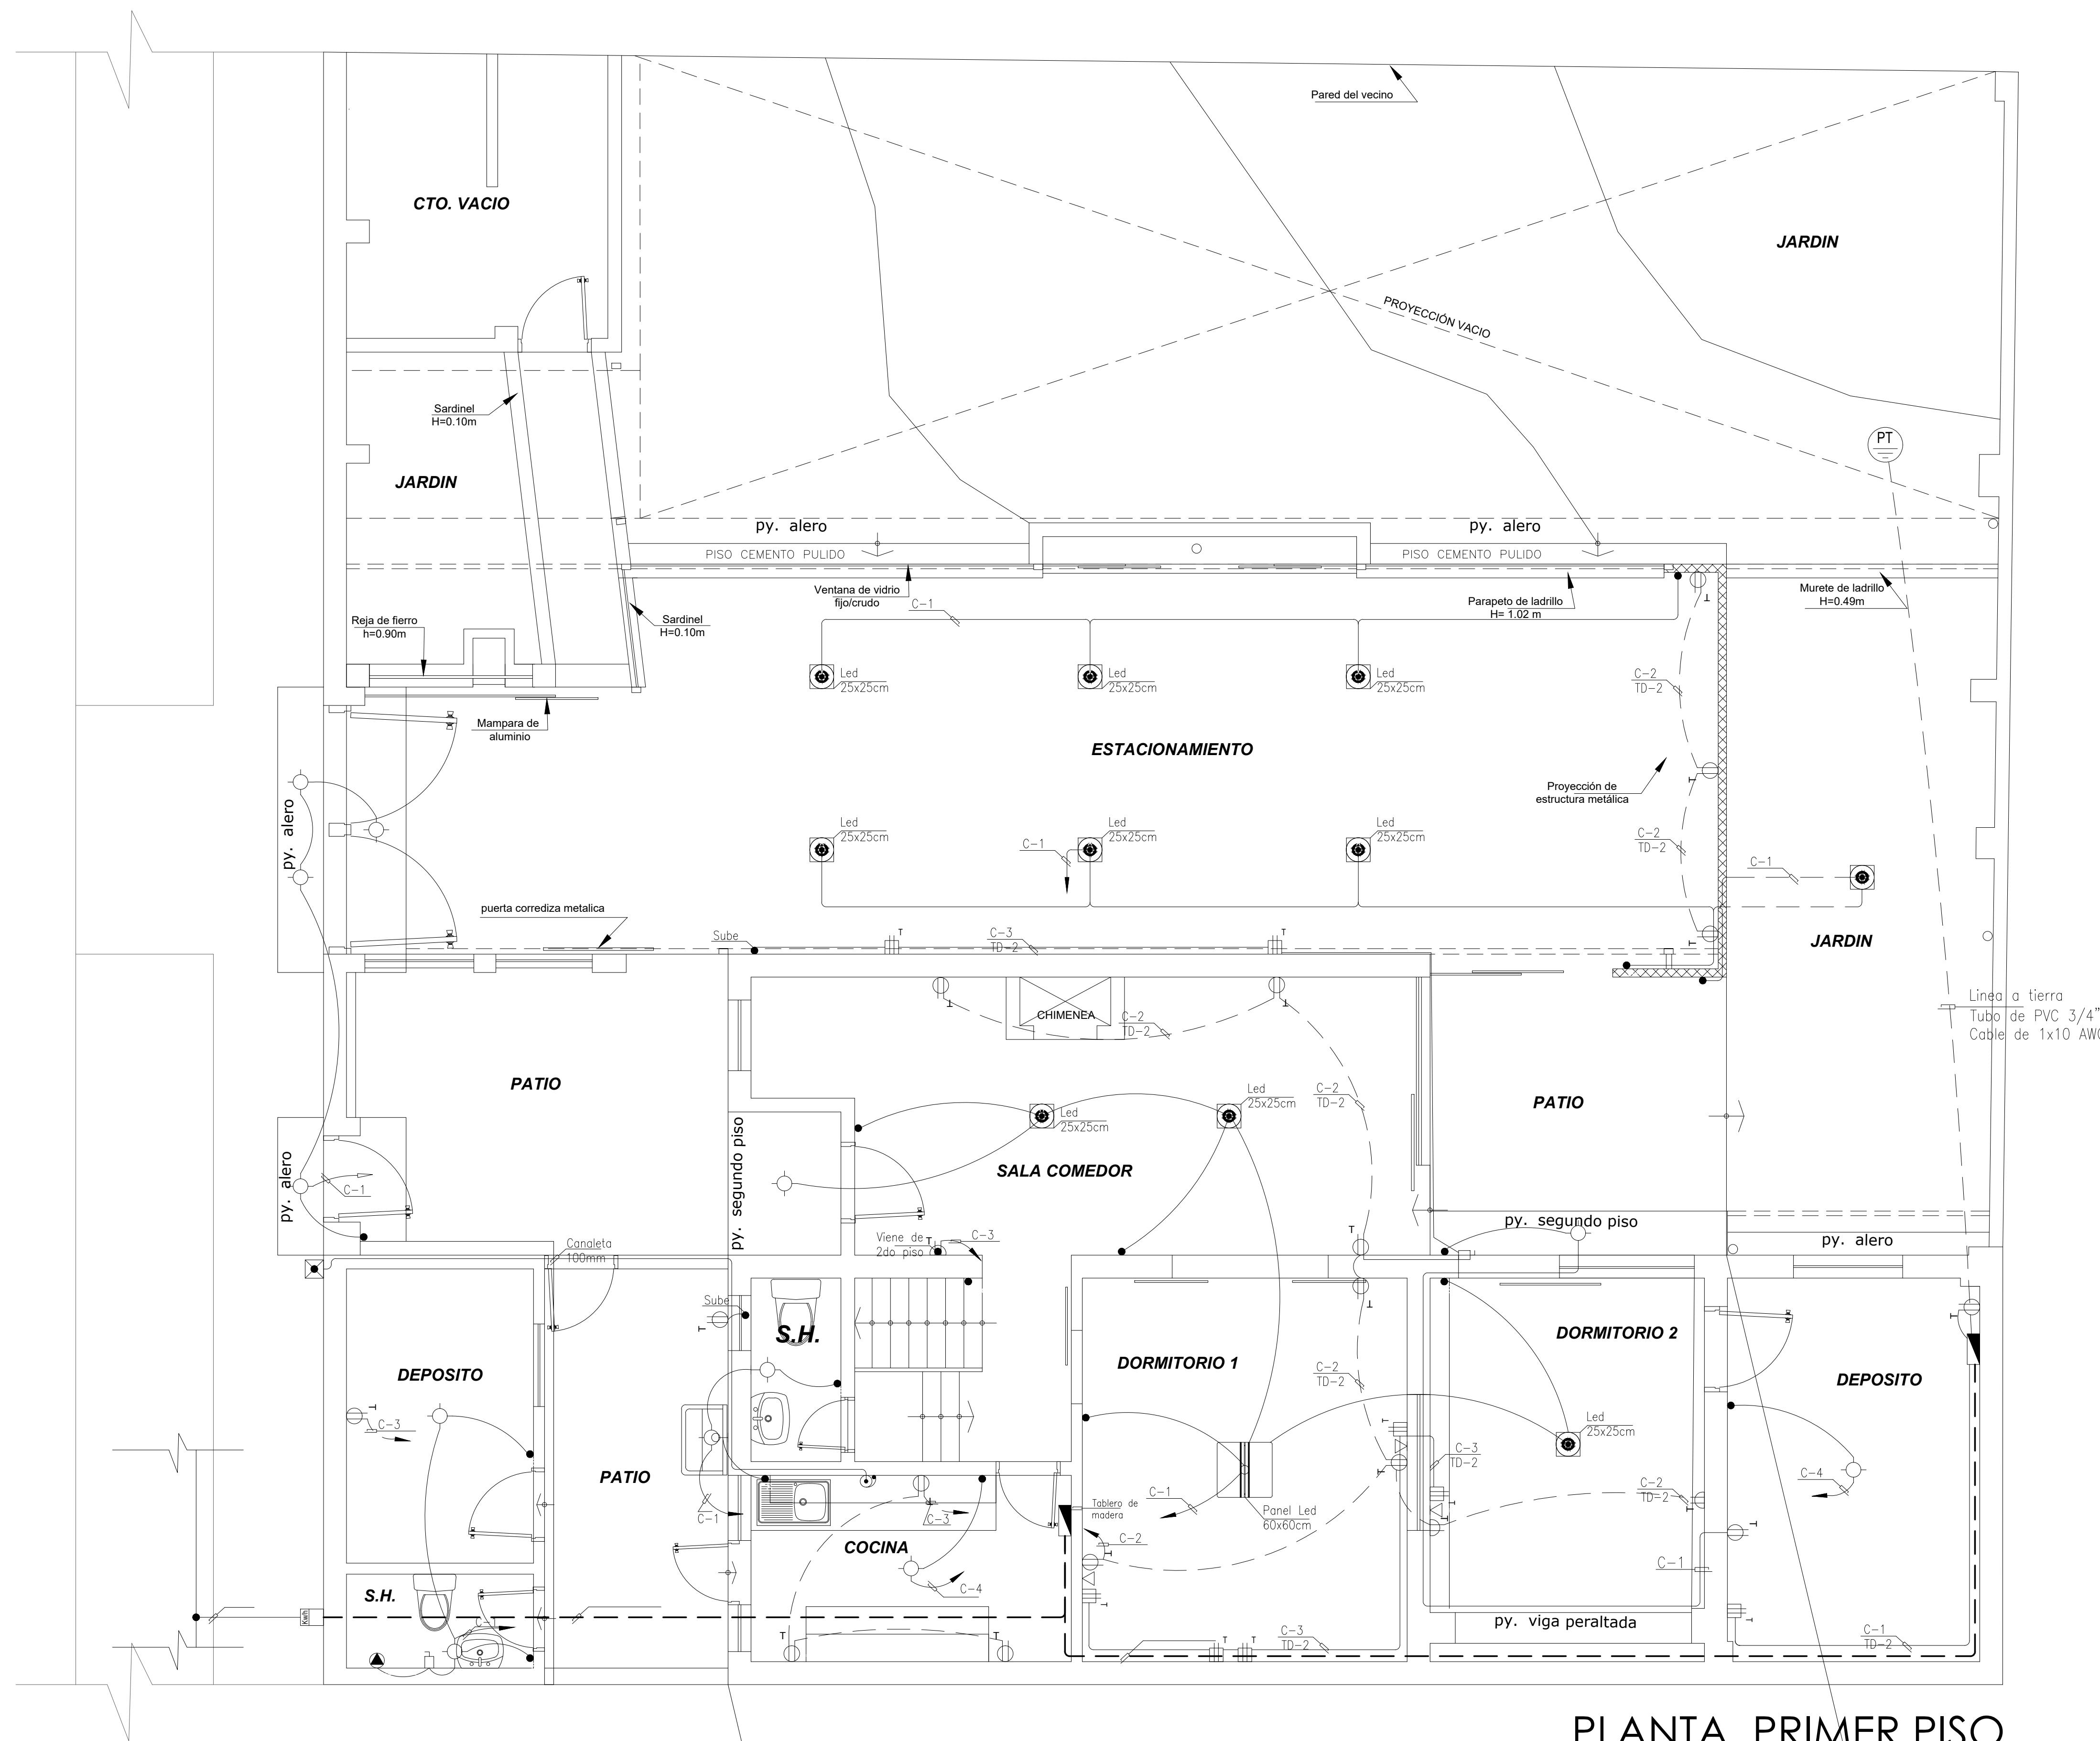 Pared del vecino
CTO. VACIO
JARDIN
PROYECCIÓN VACIO
Sardinel
H=0.10m
PT
JARDIN
py. alero
py. alero
PISO CEMENTO PULIDO
PISO CEMENTO PULIDO
Ventana de vidrio
fijo/crudo
C-1
Parapeto de ladrillo
H= 1.02 m
T
Murete de ladrillo
H=0.49m
Reja de fierro
h=0.90m
Sardinel
H=0.10m
Led
25x25cm
Led
25x25cm
Led
25x25cm
C-2
TD-2
Mampara de
aluminio
ESTACIONAMIENTO
T
Proyección de
estructura metálica
py. alero
Led
25x25cm
C-1
Led
25x25cm
Led
25x25cm
C-2
TD-2
C-1
puerta corrediza metalica
Sube
T
C-3
TD-2
T
T
JARDIN
T
CHIMENEA
T
C-2
TD-2
Linea a tierra
Tubo de PVC 3/4"
Cable de 1x10 AWG
PATIO
Led
25x25cm
Led
25x25cm
C-2
TD-2
PATIO
py. segundo piso
SALA COMEDOR
py. alero
C-1
py. segundo piso
py. alero
Canaleta
100mm
Viene de
2do piso
T
C-3
T
Sube
T
S.H.
T
DORMITORIO 1
DORMITORIO 2
T
DEPOSITO
C-2
TD-2
DEPOSITO
T
C-3
Led
25x25cm
PATIO
T
T
C-3
TD-2
C-4
C-2
TD-2
C-1
C-1
T
C-3
Tablero de
madera
Panel Led
60x60cm
T
T
T
COCINA
C-2
T
T
C-1
C-4
S.H.
Kwh
C-1
T
T
T
T
T
C-3
TD-2
T
py. viga peraltada
C-1
TD-2
PLANTA PRIMER PISO